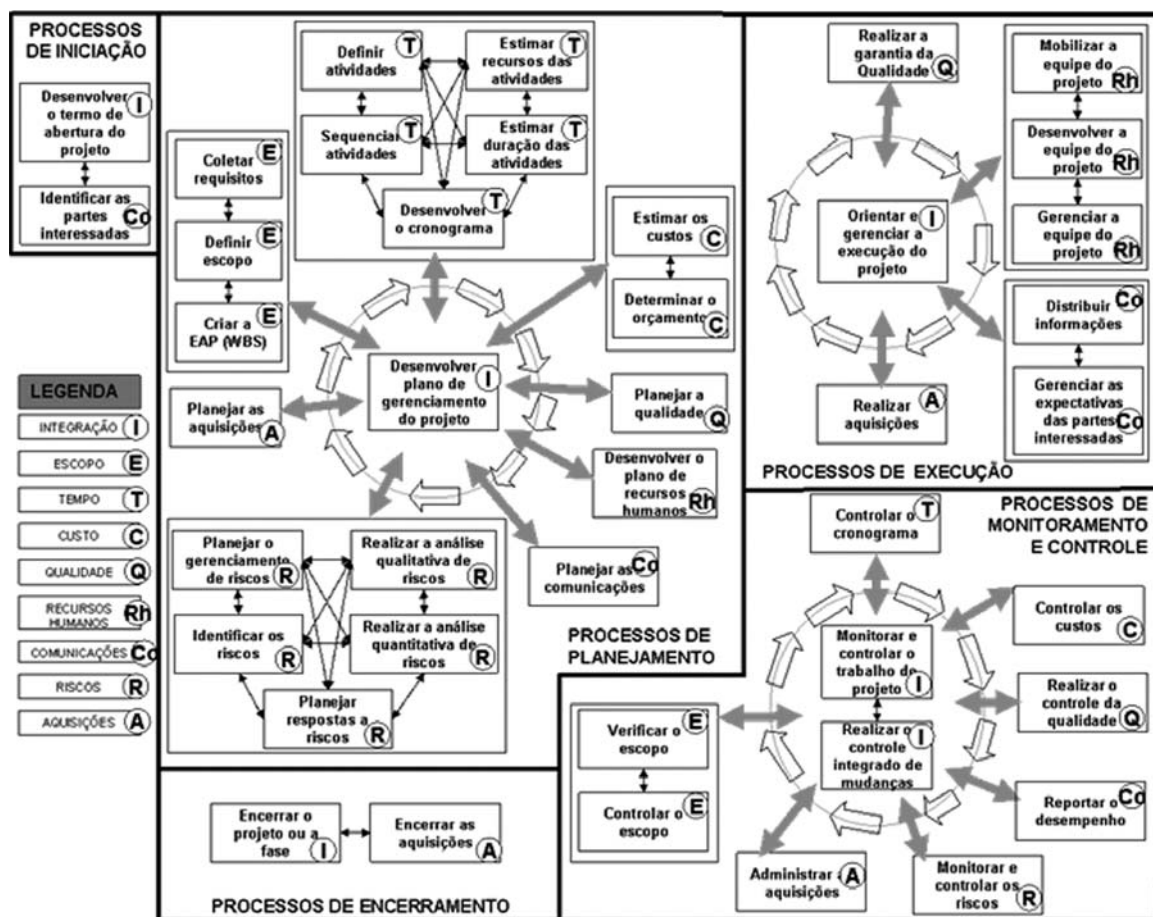 PROCESSOS
DE INICIAÇÃO
Desenvolver
o termo de
abertura do
projeto
I
Identificar as
partes
interessadas
Co
LEGENDA
INTEGRAÇÃO I
ESCOPO E
TEMPO T
CUSTO C
QUALIDADE Q
RECURSOS
HUMANOS Rh
COMUNICAÇÕES Co
RISCOS R
AQUISIÇÕES A
Definir
atividades
T
Estimar
recursos das
atividades
T
Sequenciar
atividades
T
Estimar
duração das
atividades
T
Desenvolver
o cronograma
T
Coletar
requisitos
E
Definir
escopo
E
Criar a
EAP (WBS)
E
Estimar os
custos
C
Determinar o
orçamento
C
Desenvolver
plano de
gerenciamento
do projeto
I
Planejar as
aquisições
A
Planejar a
qualidade
Q
Desenvolver o
plano de
recursos
humanos
Rh
Planejar as
comunicações
Co
Planejar o
gerenciamento
de riscos
R
Realizar a análise
qualitativa de
riscos
R
Identificar os
riscos
R
Realizar a análise
quantitativa de
riscos
R
Planejar
respostas a
riscos
R
PROCESSOS DE
PLANEJAMENTO
Realizar a
garantia da
Qualidade
Q
Mobilizar a
equipe do
projeto
Rh
Desenvolver a
equipe do
projeto
Rh
Gerenciar a
equipe do
projeto
Rh
Orientar e
gerenciar a
execução do
projeto
I
Distribuir
informações
Co
Gerenciar as
expectativas
das partes
interessadas
Co
Realizar
aquisições
A
PROCESSOS DE EXECUÇÃO
PROCESSOS DE
MONITORAMENTO
E CONTROLE
Controlar o
cronograma
T
Controlar os
custos
C
Monitorar e
controlar o
trabalho do
projeto
I
Realizar o
controle
integrado de
mudanças
I
Realizar o
controle da
qualidade
Q
Verificar o
escopo
E
Controlar o
escopo
E
Reportar o
desempenho
Co
Administrar a
aquisições
A
Monitorar e
controlar os
riscos
R
Encerrar o
projeto ou a
fase
I
Encerrar as
aquisições
A
PROCESSOS DE ENCERRAMENTO